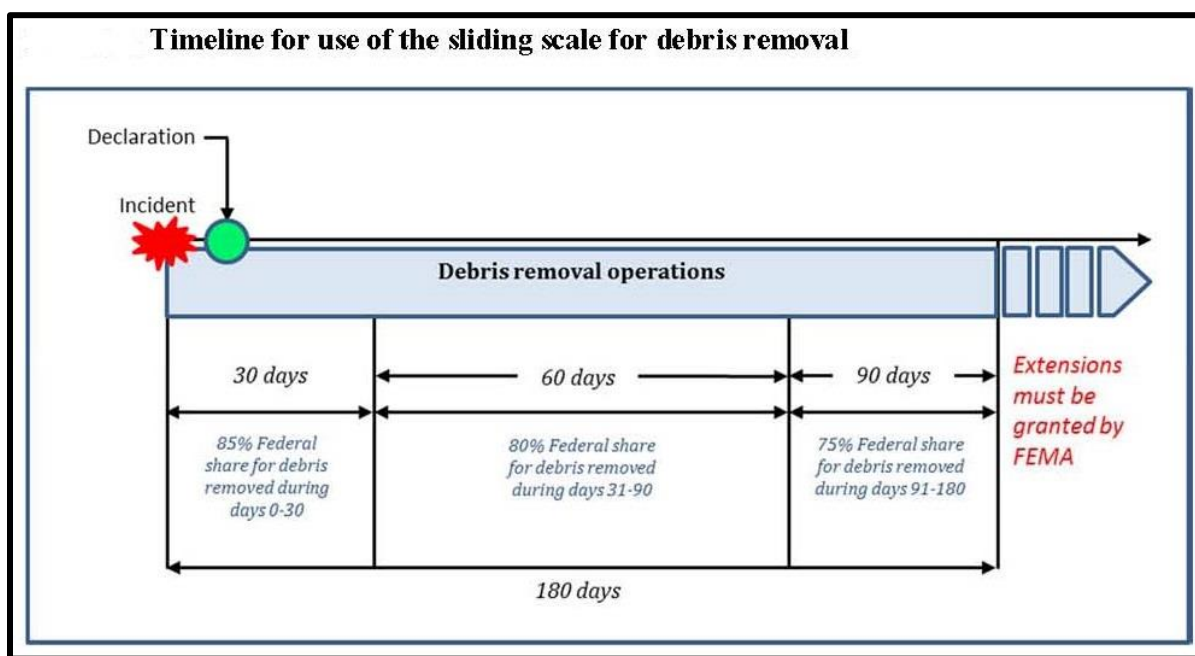 Timeline for use of the sliding scale for debris removal
Declaration
Incident
Debris removal operations
30 days
60 days
90 days
85% Federal
share for debris
removed during
days 0-30
80% Federal share
for debris removed
during days 31-90
75% Federal share
for debris removed
during days 91-180
Extensions
must be
granted by
FEMA
180 days